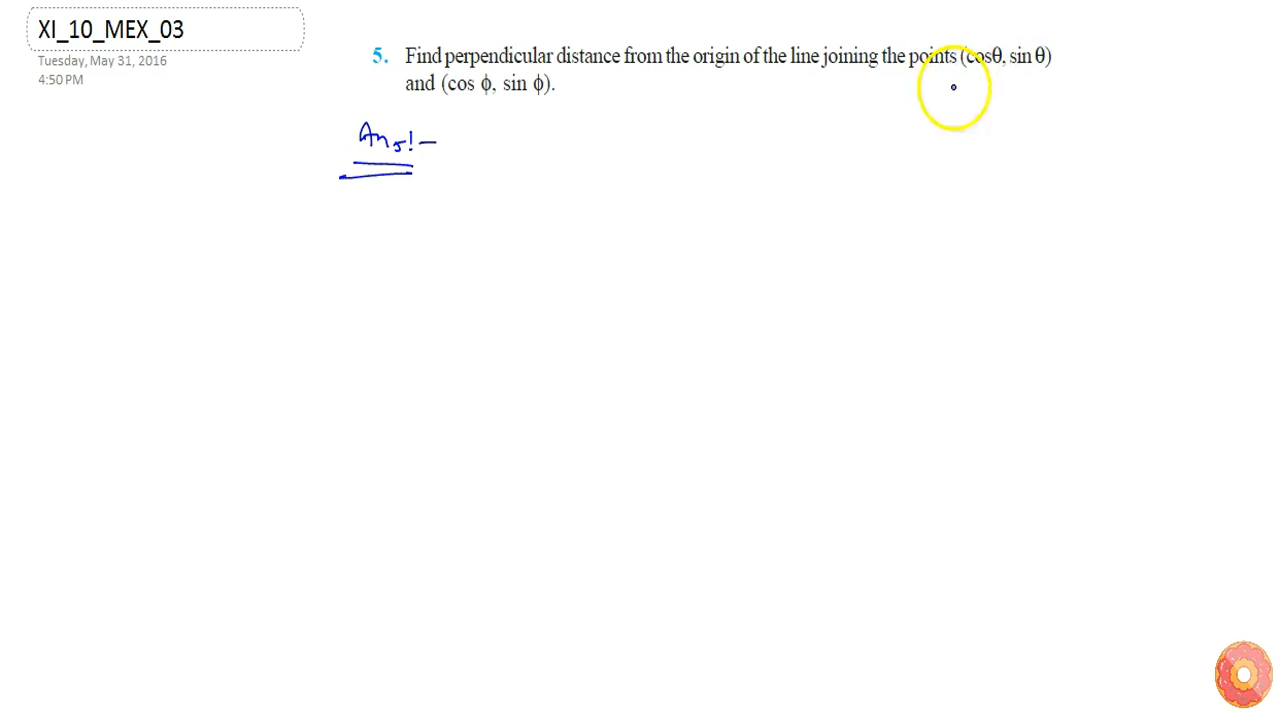 XI_10_MEX_03
Tuesday, May 31, 2016
4:50 PM
5. Find perpendicular distance from the origin of the line joining the points (cosθ, sin θ)
and (cos ϕ, sin ϕ).
Ans!-